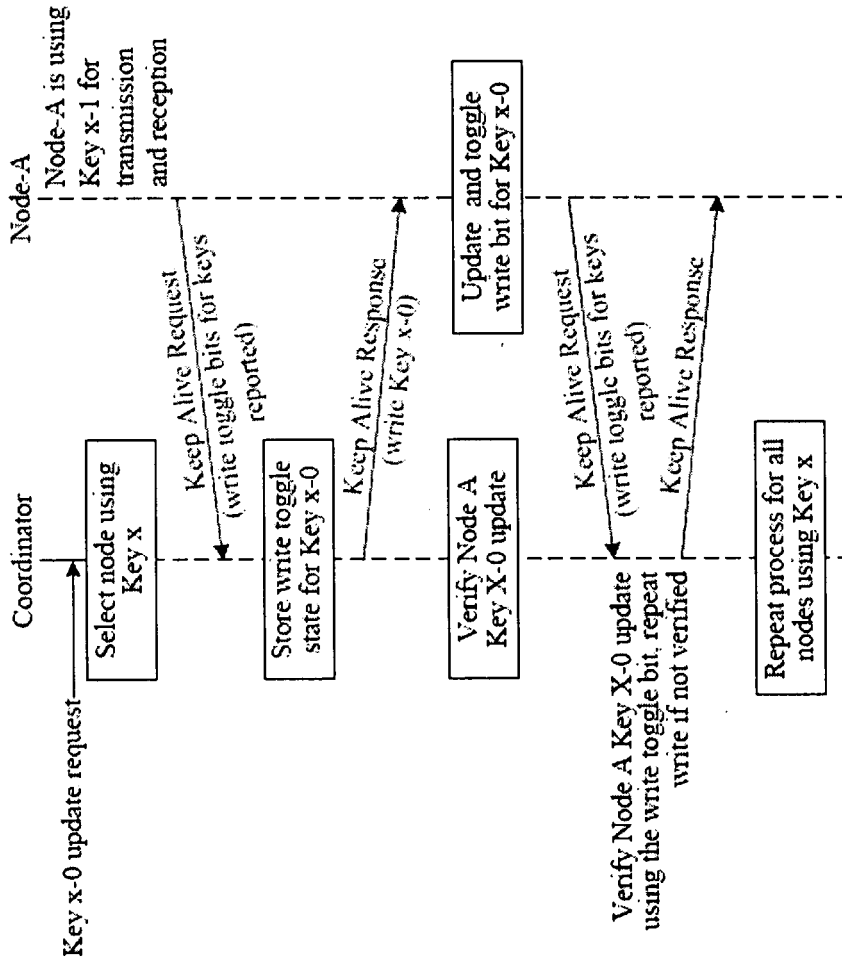 Coordinator
Node-A
Key x-0 update request
Node-A is using
Key x-1 for
transmission
and reception
Select node using
Key x
Keep Alive Request
(write toggle bits for keys
reported)
Store write toggle
state for Key x-0
Keep Alive Response
(write Key x-0)
Verify Node A
Key X-0 update
Update and toggle
write bit for Key x-0
Keep Alive Request
(write toggle bits for keys
reported)
Verify Node A Key X-0 update
using the write toggle bit, repeat
write if not verified
Keep Alive Response
Repeat process for all
nodes using Key x